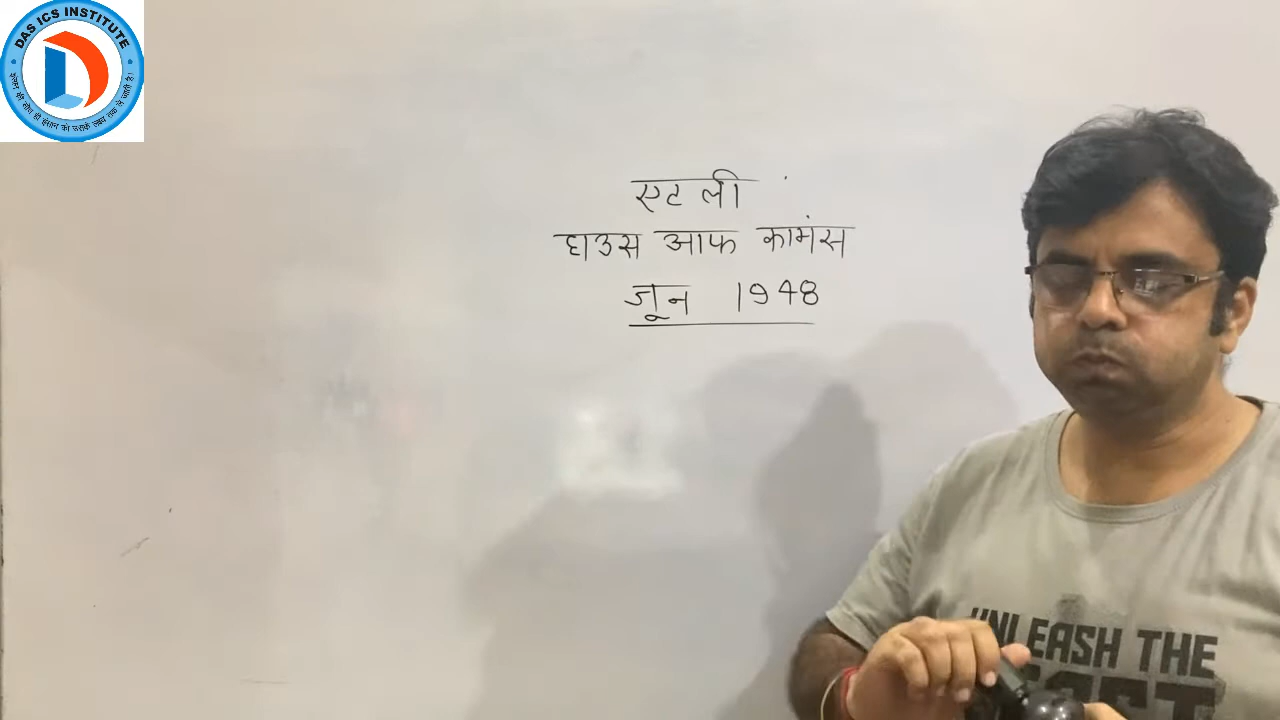 DAS ICS INSTITUTE
एटली
हाउस आफ कामंस
जून 1948
UNLEASH THE